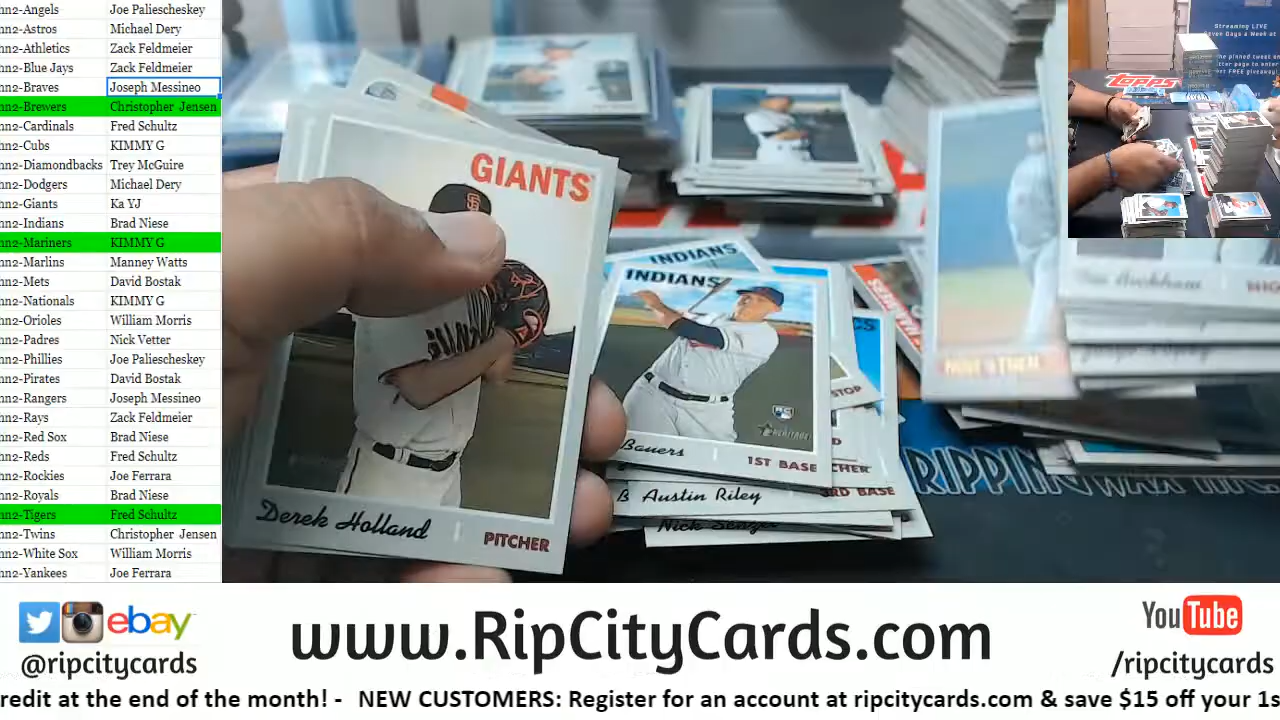 nn2-Angels Joe Paliescheskey
nn2-Astros Michael Dery
nn2-Athletics Zack Feldmeier
nn2-Blue Jays Zack Feldmeier
nn2-Braves Joseph Messineo
nn2-Brewers Christopher Jensen
nn2-Cardinals Fred Schultz
nn2-Cubs KIMMY G
nn2-Diamondbacks Trey McGuire
nn2-Dodgers Michael Dery
nn2-Giants Ka YJ
nn2-Indians Brad Niese
nn2-Mariners KIMMY G
nn2-Marlins Manney Watts
nn2-Mets David Bostak
nn2-Nationals KIMMY G
nn2-Orioles William Morris
nn2-Padres Nick Vetter
nn2-Phillies Joe Paliescheskey
nn2-Pirates David Bostak
nn2-Rangers Joseph Messineo
nn2-Rays Zack Feldmeier
nn2-Red Sox Brad Niese
nn2-Reds Fred Schultz
nn2-Rockies Joe Ferrara
nn2-Royals Brad Niese
nn2-Tigers Fred Schultz
nn2-Twins Christopher Jensen
nn2-White Sox William Morris
nn2-Yankees Joe Ferrara
GIANTS
Derek Holland PITCHER
INDIANS
INDIANS
Bauers 1ST BASE
HERITAGE
STOP
CHER
Austin Riley 3RD BASE
Nick Senzel
RIPPING WAX
Streaming LIVE
Seven Days a Week at
TOPPS
ebay
@ripcitycards
www.RipCityCards.com
YouTube
/ripcitycards
redit at the end of the month! - NEW CUSTOMERS: Register for an account at ripcitycards.com & save $15 off your 1s